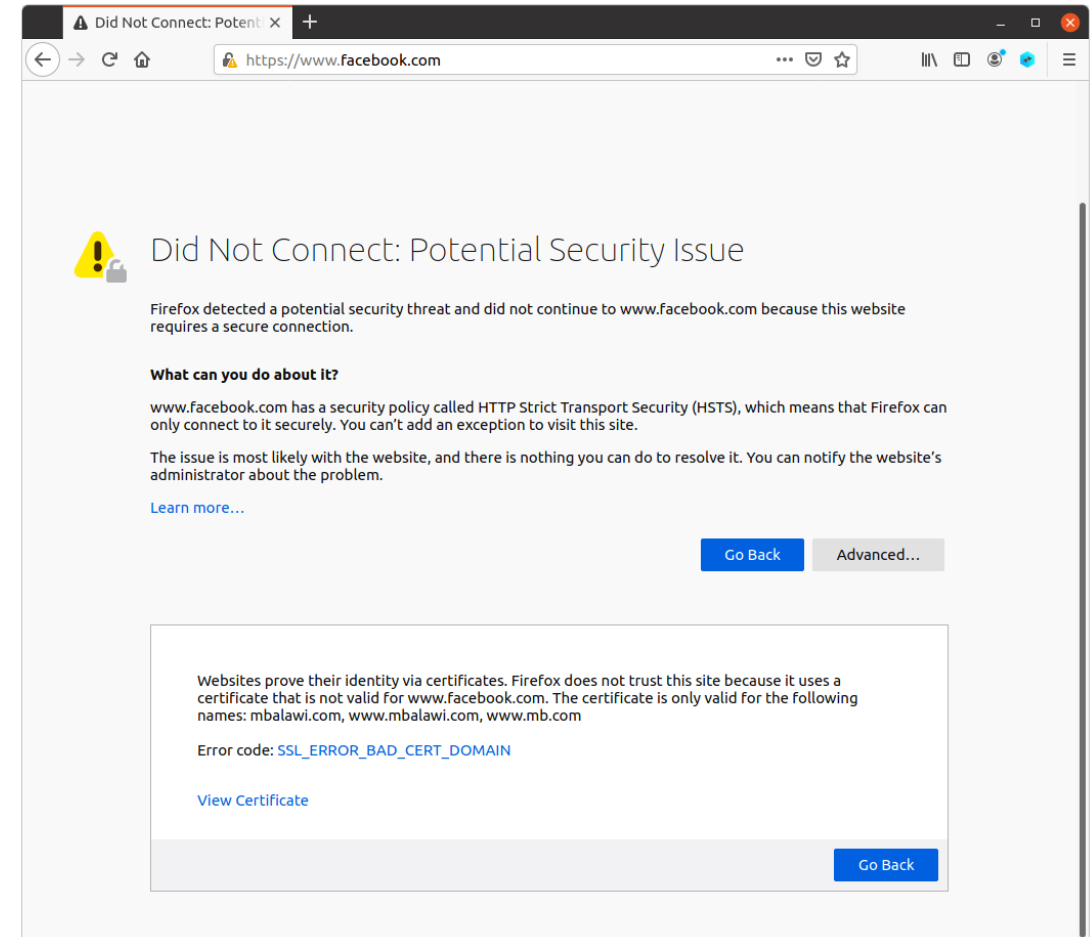 Did Not Connect: Potenti
https://www.facebook.com
Did Not Connect: Potential Security Issue
Firefox detected a potential security threat and did not continue to www.facebook.com because this website
requires a secure connection.
What can you do about it?
www.facebook.com has a security policy called HTTP Strict Transport Security (HSTS), which means that Firefox can
only connect to it securely. You can’t add an exception to visit this site.
The issue is most likely with the website, and there is nothing you can do to resolve it. You can notify the website’s
administrator about the problem.
Learn more…
Go Back Advanced…
Websites prove their identity via certificates. Firefox does not trust this site because it uses a
certificate that is not valid for www.facebook.com. The certificate is only valid for the following
names: mbalawi.com, www.mbalawi.com, www.mb.com
Error code: SSL_ERROR_BAD_CERT_DOMAIN
View Certificate
Go Back